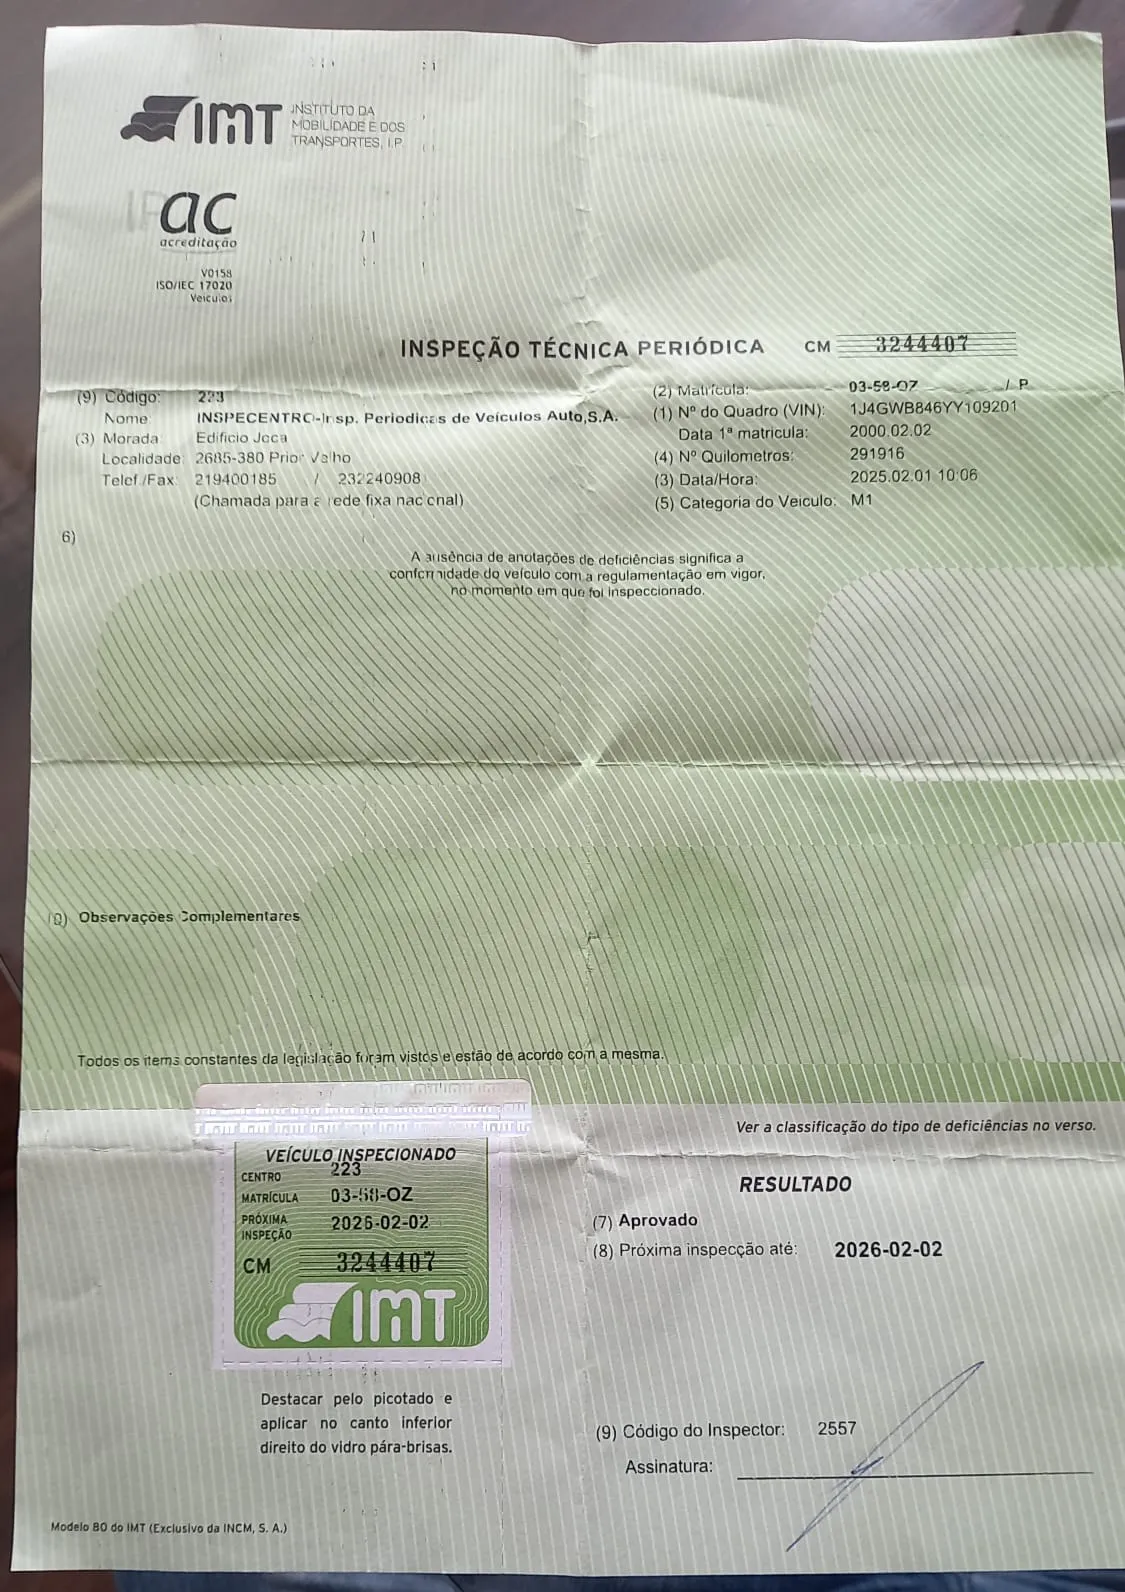 IMT INSTITUTO DA
MOBILIDADE E DOS
TRANSPORTES, I.P.
ac
acreditação
V0158
ISO/IEC 17020
Veículos
INSPEÇÃO TÉCNICA PERIÓDICA CM 3244407
(9) Código: 223
Nome: INSPECENTRO-Insp. Periodicas de Veículos Auto,S.A.
(3) Morada: Edificio Joca
Localidade: 2685-380 Prior Velho
Telef./Fax: 219400185 / 232240908
(Chamada para a rede fixa nacional)
(2) Matrícula: 03-58-OZ / P
(1) Nº do Quadro (VIN): 1J4GWB846YY109201
Data 1ª matricula: 2000.02.02
(4) Nº Quilometros: 291916
(3) Data/Hora: 2025.02.01 10:06
(5) Categoria do Veiculo: M1
6)
A ausência de anotações de deficiências significa a
conformidade do veículo com a regulamentação em vigor,
no momento em que foi inspeccionado.
Observações Complementares
Todos os items constantes da legislação foram vistos e estão de acordo com a mesma.
Ver a classificação do tipo de deficiências no verso.
VEÍCULO INSPECIONADO
CENTRO 223
MATRÍCULA 03-58-OZ
PRÓXIMA
INSPEÇÃO 2026-02-02
CM 3244407
IMT
RESULTADO
(7) Aprovado
(8) Próxima inspecção até: 2026-02-02
Destacar pelo picotado e
aplicar no canto inferior
direito do vidro pára-brisas.
(9) Código do Inspector: 2557
Assinatura:
Modelo 80 do IMT (Exclusivo da INCM, S. A.)